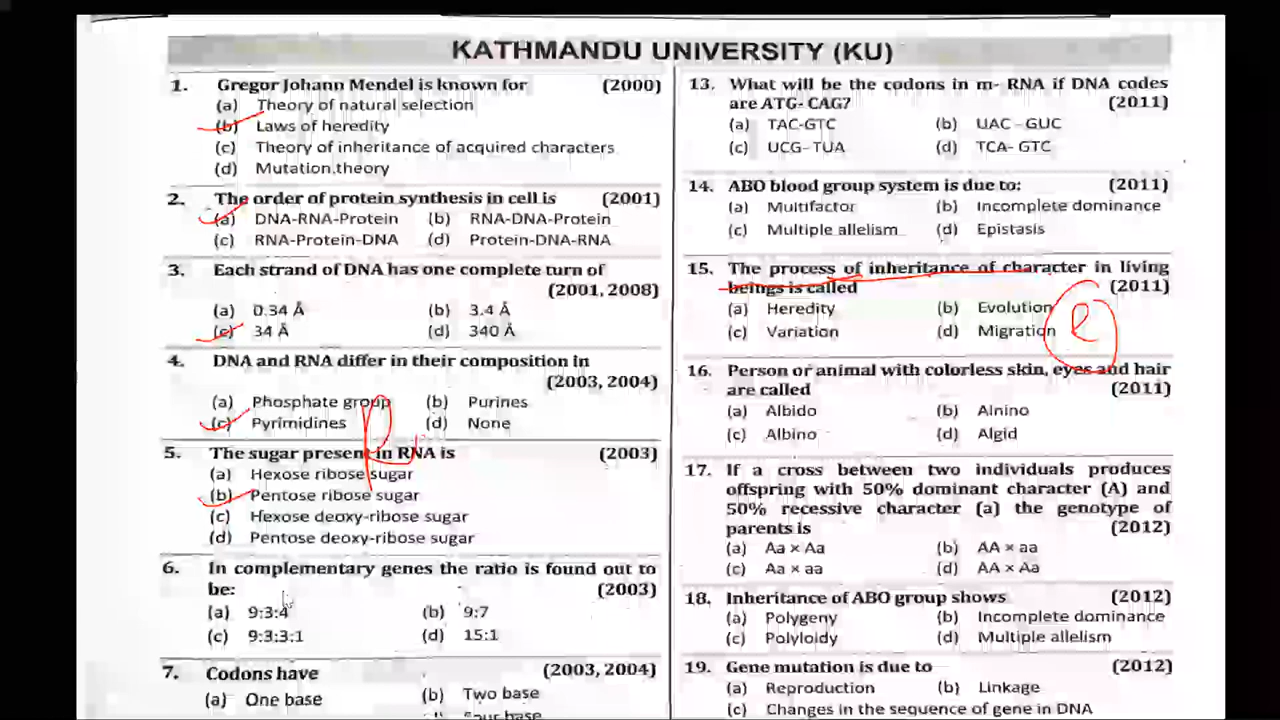 KATHMANDU UNIVERSITY (KU)
1. Gregor Johann Mendel is known for (2000)
(a) Theory of natural selection
(b) Laws of heredity
(c) Theory of inheritance of acquired characters
(d) Mutation theory
2. The order of protein synthesis in cell is (2001)
(a) DNA-RNA-Protein (b) RNA-DNA-Protein
(c) RNA-Protein-DNA (d) Protein-DNA-RNA
3. Each strand of DNA has one complete turn of
(2001, 2008)
(a) 0.34 Å (b) 3.4 Å
(c) 34 Å (d) 340 Å
4. DNA and RNA differ in their composition in
(2003, 2004)
(a) Phosphate group (b) Purines
(c) Pyrimidines (d) None
R
5. The sugar present in RNA is (2003)
(a) Hexose ribose sugar
(b) Pentose ribose sugar
(c) Hexose deoxy-ribose sugar
(d) Pentose deoxy-ribose sugar
6. In complementary genes the ratio is found out to
be: (2003)
(a) 9:3:4 (b) 9:7
(c) 9:3:3:1 (d) 15:1
7. Codons have (2003, 2004)
(a) One base (b) Two base
Four base
13. What will be the codons in m- RNA if DNA codes
are ATG- CAG? (2011)
(a) TAC-GTC (b) UAC – GUC
(c) UCG- TUA (d) TCA- GTC
14. ABO blood group system is due to: (2011)
(a) Multifactor (b) Incomplete dominance
(c) Multiple allelism (d) Epistasis
15. The process of inheritance of character in living
beings is called (2011)
(a) Heredity (b) Evolution
(c) Variation (d) Migration
16. Person or animal with colorless skin, eyes and hair
are called (2011)
(a) Albido (b) Alnino
(c) Albino (d) Algid
17. If a cross between two individuals produces
offspring with 50% dominant character (A) and
50% recessive character (a) the genotype of
parents is (2012)
(a) Aa × Aa (b) AA × aa
(c) Aa × aa (d) AA × Aa
18. Inheritance of ABO group shows (2012)
(a) Polygeny (b) Incomplete dominance
(c) Polyloidy (d) Multiple allelism
19. Gene mutation is due to (2012)
(a) Reproduction (b) Linkage
(c) Changes in the sequence of gene in DNA